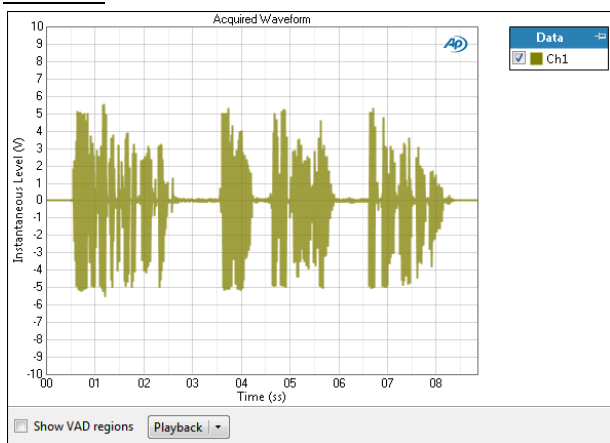 Acquired Waveform
10
9
8
7
6
5
4
3
2
1
0
-1
-2
-3
-4
-5
-6
-7
-8
-9
-10
Instantaneous Level (V)
00 01 02 03 04 05 06 07 08
Time (ss)
AP
Data
Ch1
Show VAD regions
Playback